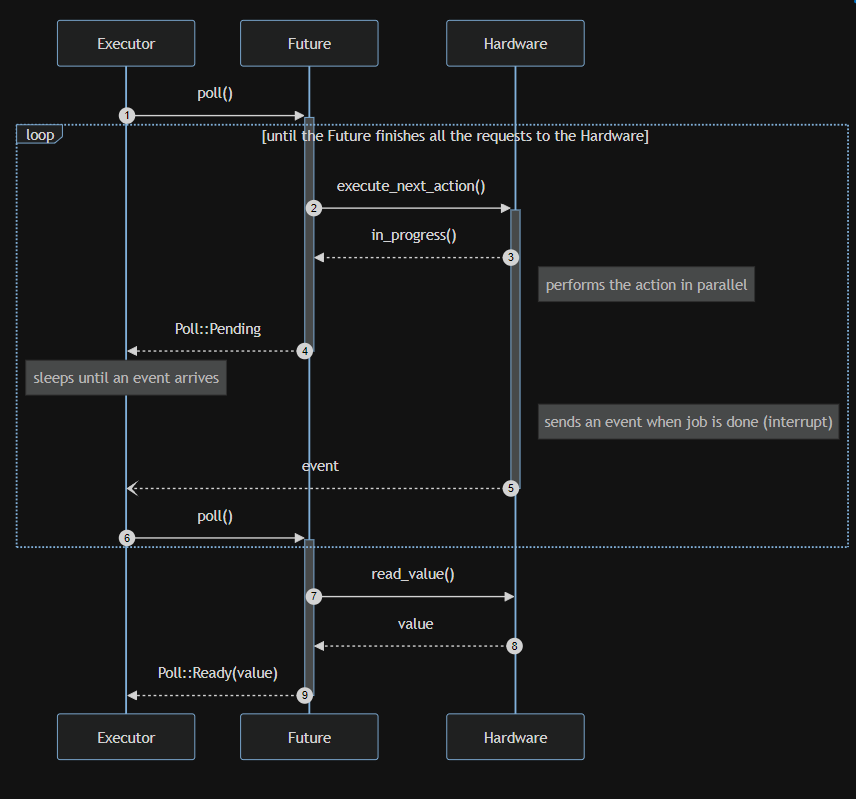 Executor
Future
Hardware
poll()
1
loop
[until the Future finishes all the requests to the Hardware]
execute_next_action()
2
in_progress()
3
performs the action in parallel
Poll::Pending
4
sleeps until an event arrives
sends an event when job is done (interrupt)
event
5
poll()
6
read_value()
7
value
8
Poll::Ready(value)
9
Executor
Future
Hardware